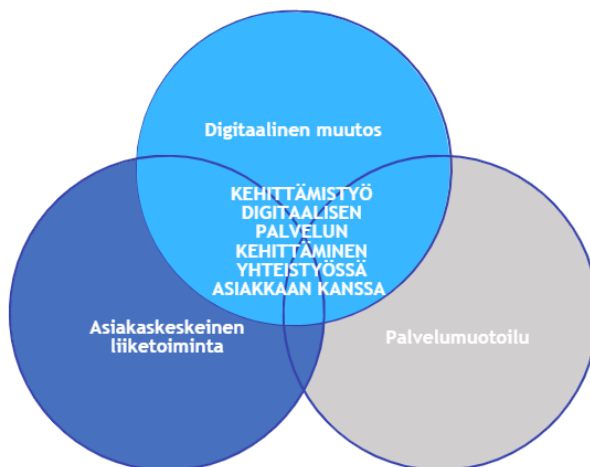 Digitaalinen muutos
KEHITTÄMISTYÖ
DIGITAALISEN
PALVELUN
KEHITTÄMINEN
YHTEISTYÖSSÄ
ASIAKKAAN KANSSA
Asiakaskeskeinen
liiketoiminta
Palvelumuotoilu